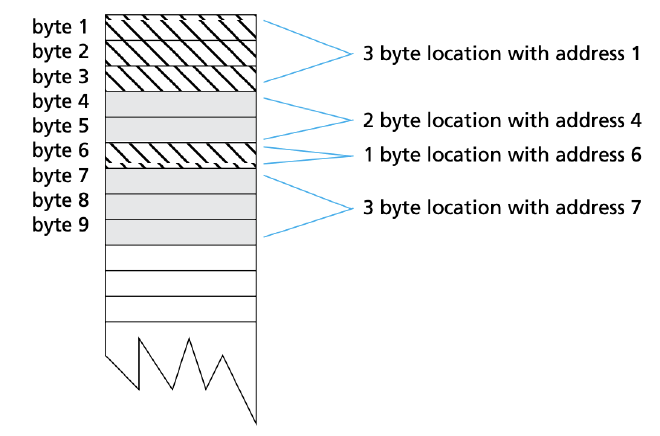 byte 1
byte 2
byte 3
byte 4
byte 5
byte 6
byte 7
byte 8
byte 9
3 byte location with address 1
2 byte location with address 4
1 byte location with address 6
3 byte location with address 7